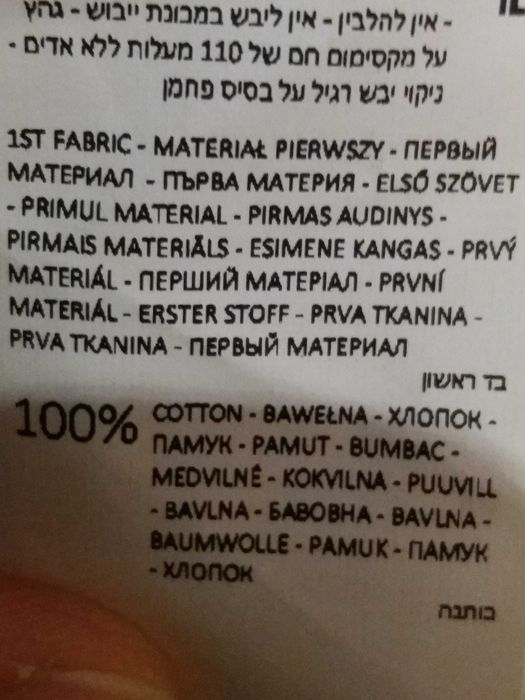 - אין להלבין - אין ליבש במכונת ייבוש - גהץ
על מקסימום חם של 110 מעלות ללא אדים -
ניקוי יבש רגיל על בסיס פחמן
1ST FABRIC - MATERIAŁ PIERWSZY - ПЕРВЫЙ
МАТЕРИАЛ - ПЪРВА МАТЕРИЯ - ELSŐ SZÖVET
- PRIMUL MATERIAL - PIRMAS AUDINYS -
PIRMAIS MATERIĀLS - ESIMENE KANGAS - PRVÝ
MATERIÁL - ПЕРШИЙ МАТЕРІАЛ - PRVNÍ
MATERIÁL - ERSTER STOFF - PRVA TKANINA -
PRVA TKANINA - ПЕРВЫЙ МАТЕРИАЛ
בד ראשון
100% COTTON - BAWEŁNA - ХЛОПОК -
ПАМУК - PAMUT - BUMBAC -
MEDVILNĖ - KOKVILNA - PUUVILL
- BAVLNA - БАВОВНА - BAVLNA -
BAUMWOLLE - PAMUK - ПАМУК
- ХЛОПОК
כותנה